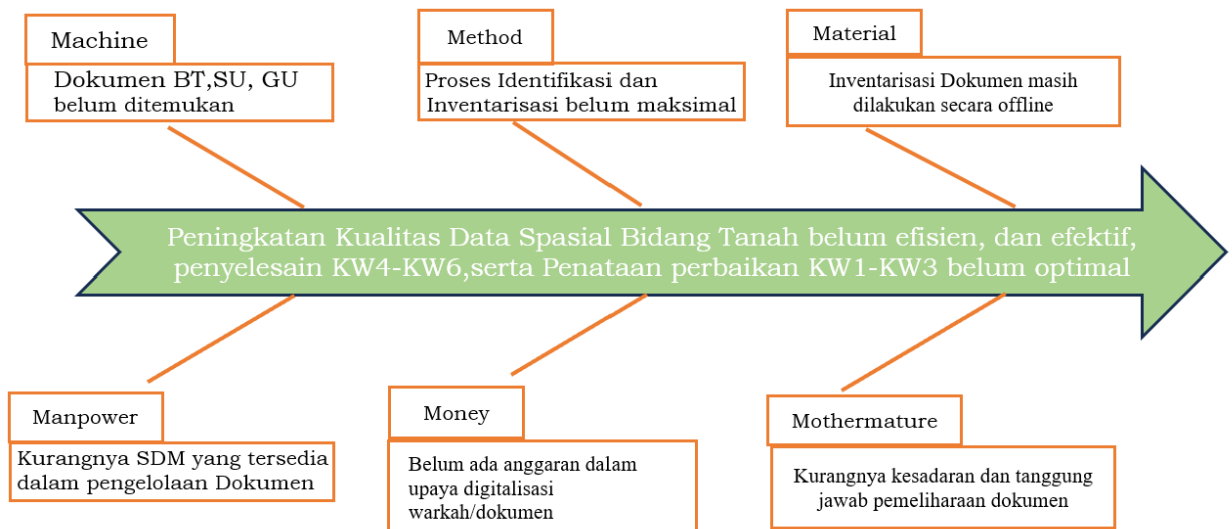 Machine
Dokumen BT,SU, GU
belum ditemukan
Method
Proses Identifikasi dan
Inventarisasi belum maksimal
Material
Inventarisasi Dokumen masih
dilakukan secara offline
Peningkatan Kualitas Data Spasial Bidang Tanah belum efisien, dan efektif,
penyelesain KW4-KW6,serta Penataan perbaikan KW1-KW3 belum optimal
Manpower
Kurangnya SDM yang tersedia
dalam pengelolaan Dokumen
Money
Belum ada anggaran dalam
upaya digitalisasi
warkah/dokumen
Mothermature
Kurangnya kesadaran dan tanggung
jawab pemeliharaan dokumen